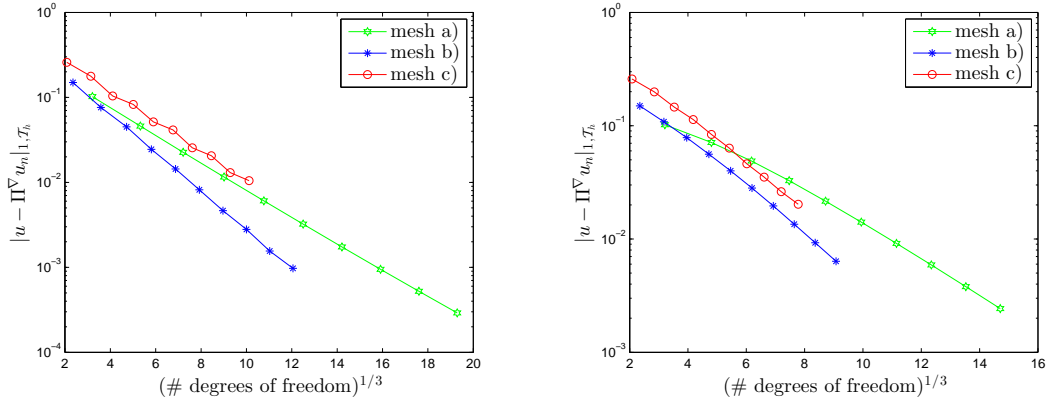 10^0
10^{-1}
10^{-2}
10^{-3}
10^{-4}
|u − Π^∇ u_n|_{1,𝒯_h}
2 4 6 8 10 12 14 16 18 20
(# degrees of freedom)^{1/3}
mesh a)
mesh b)
mesh c)
10^0
10^{-1}
10^{-2}
10^{-3}
|u − Π^∇ u_n|_{1,𝒯_h}
2 4 6 8 10 12 14 16
(# degrees of freedom)^{1/3}
mesh a)
mesh b)
mesh c)